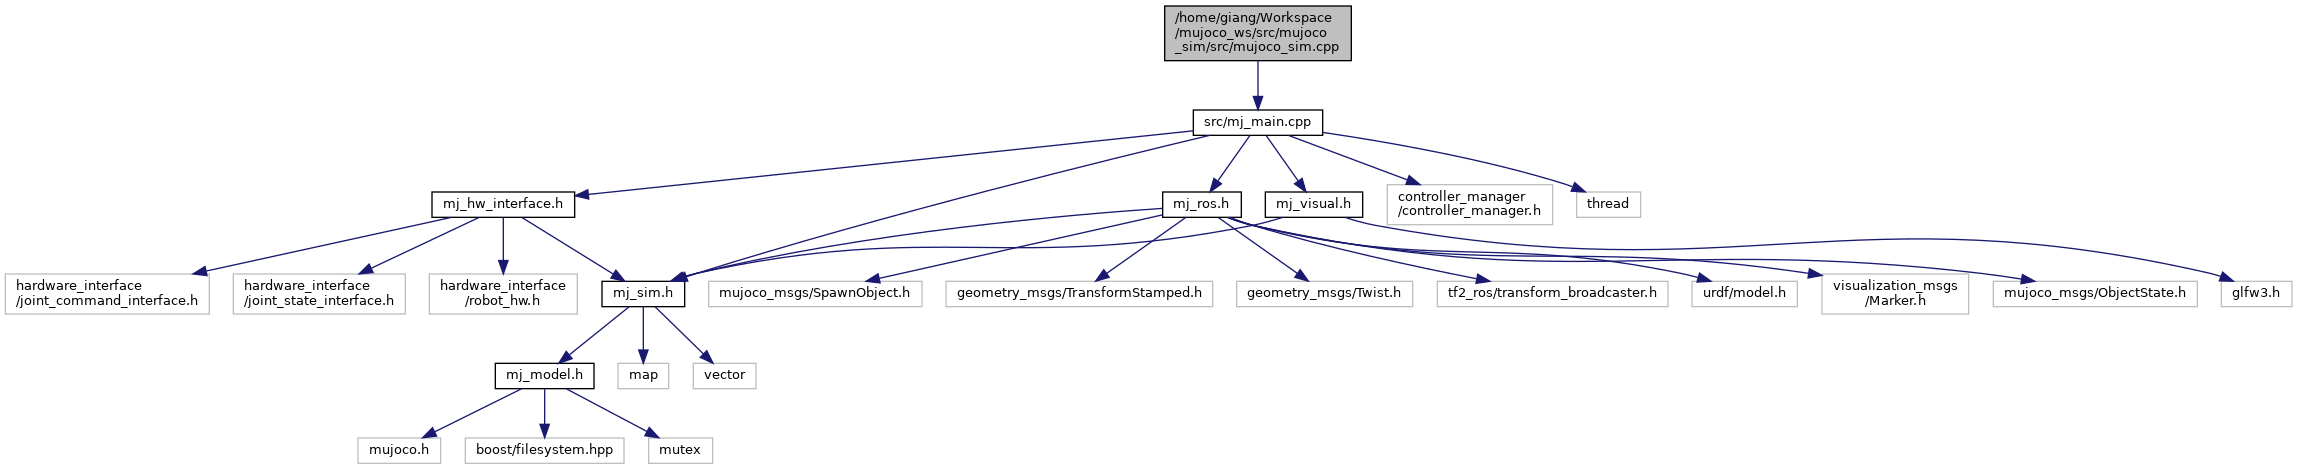 /home/giang/Workspace
/mujoco_ws/src/mujoco
_sim/src/mujoco_sim.cpp
src/mj_main.cpp
mj_hw_interface.h
mj_ros.h
mj_visual.h
controller_manager
/controller_manager.h
thread
hardware_interface
/joint_command_interface.h
hardware_interface
/joint_state_interface.h
hardware_interface
/robot_hw.h
mj_sim.h
mujoco_msgs/SpawnObject.h
geometry_msgs/TransformStamped.h
geometry_msgs/Twist.h
tf2_ros/transform_broadcaster.h
urdf/model.h
visualization_msgs
/Marker.h
mujoco_msgs/ObjectState.h
glfw3.h
mj_model.h
map
vector
mujoco.h
boost/filesystem.hpp
mutex